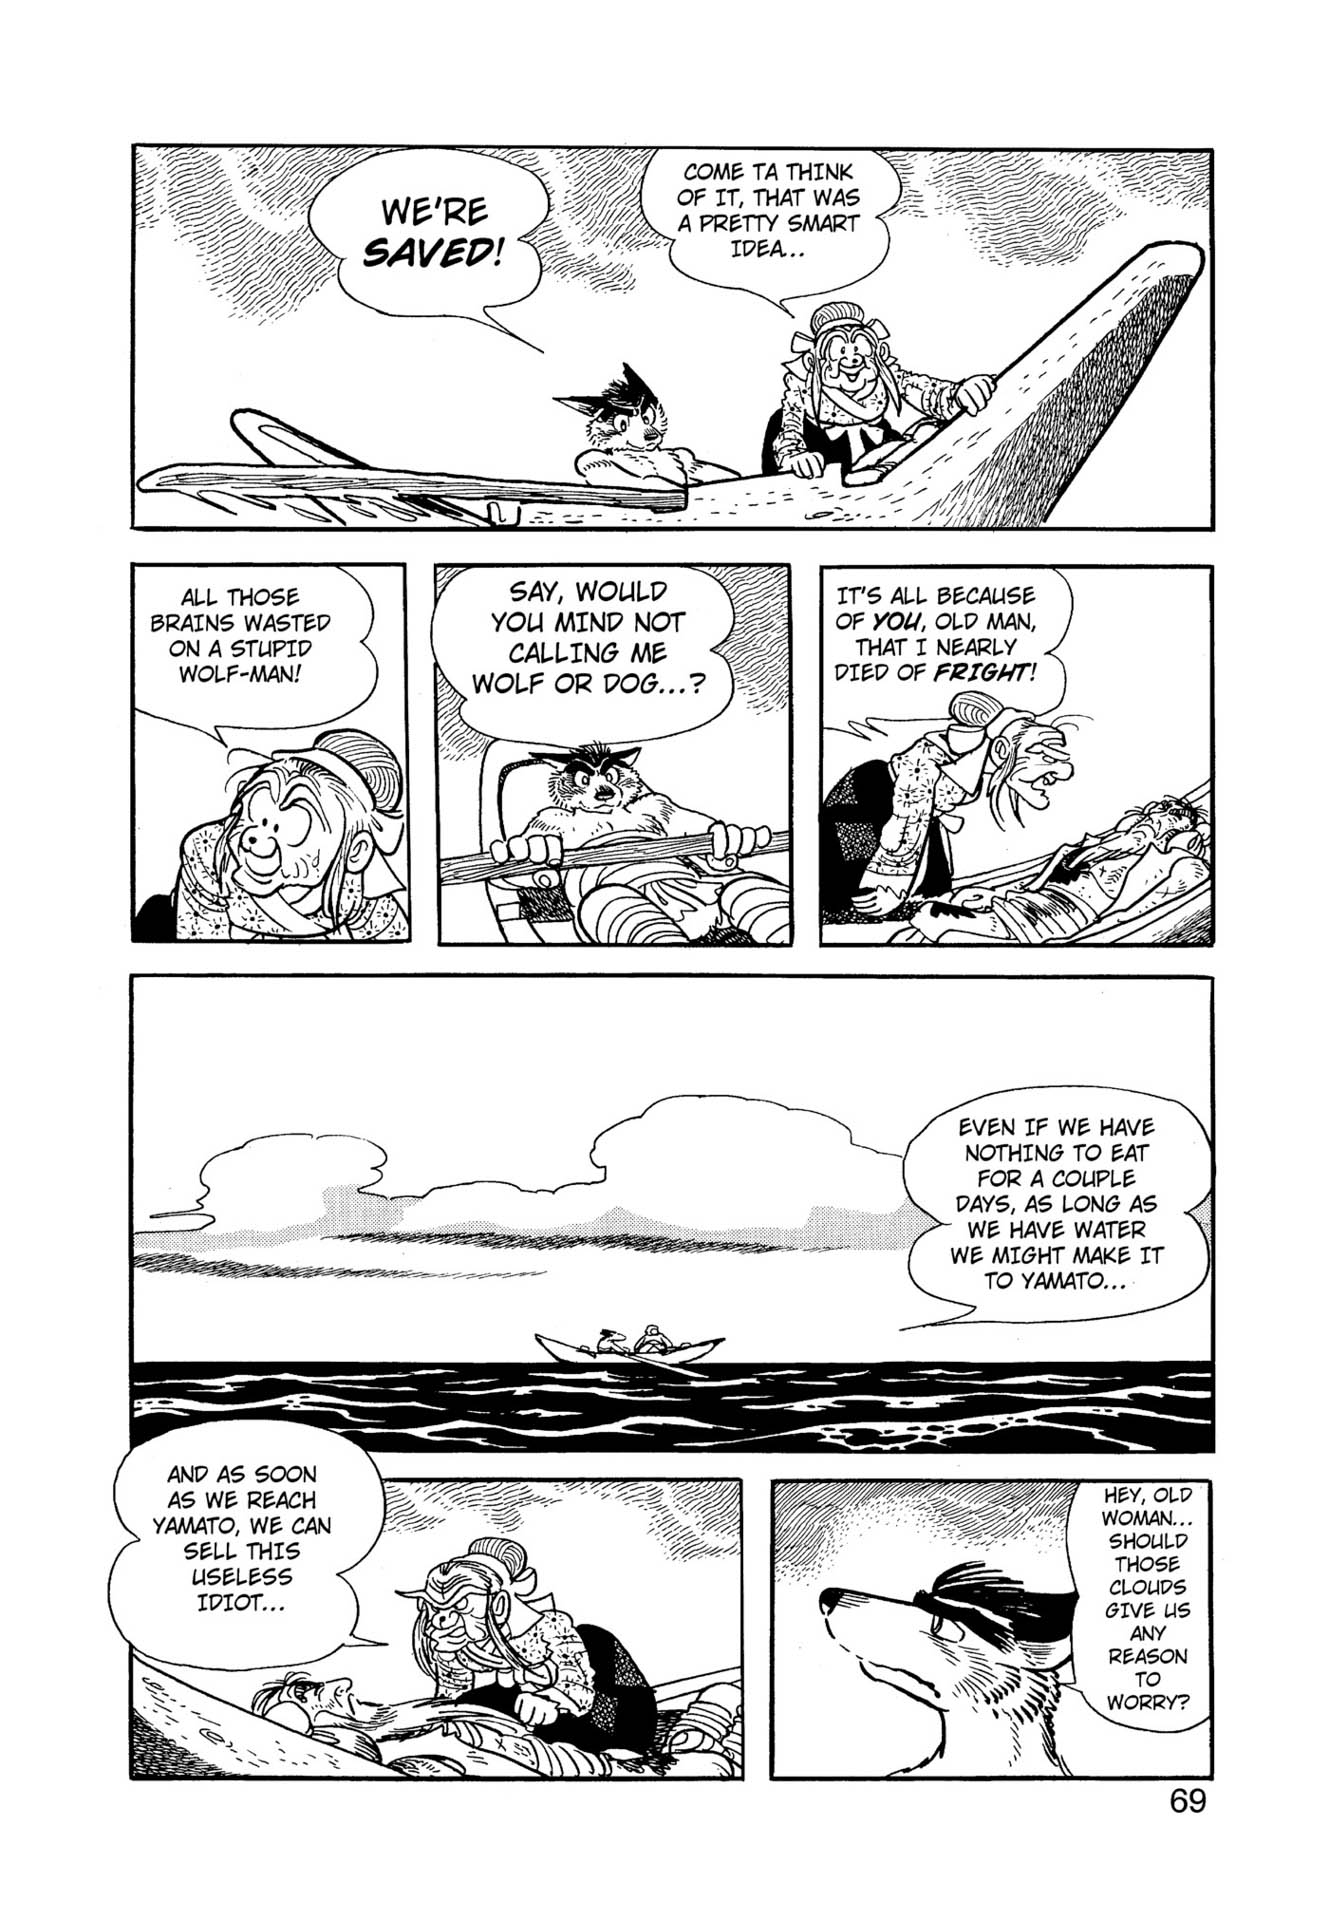 WE'RE
SAVED!
COME TA THINK
OF IT, THAT WAS
A PRETTY SMART
IDEA...
ALL THOSE
BRAINS WASTED
ON A STUPID
WOLF-MAN!
SAY, WOULD
YOU MIND NOT
CALLING ME
WOLF OR DOG...?
IT'S ALL BECAUSE
OF YOU, OLD MAN,
THAT I NEARLY
DIED OF FRIGHT!
EVEN IF WE HAVE
NOTHING TO EAT
FOR A COUPLE
DAYS, AS LONG AS
WE HAVE WATER
WE MIGHT MAKE IT
TO YAMATO...
AND AS SOON
AS WE REACH
YAMATO, WE CAN
SELL THIS
USELESS
IDIOT...
HEY, OLD
WOMAN...
SHOULD
THOSE
CLOUDS
GIVE US
ANY
REASON
TO
WORRY?
69